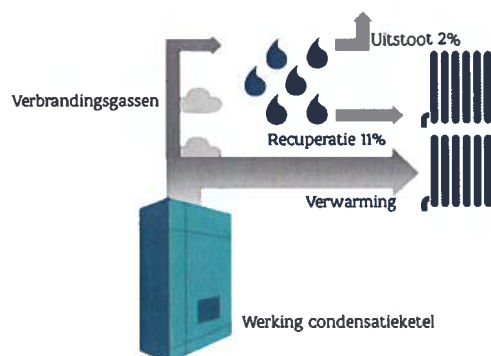 Uitstoot 2%
Verbrandingsgassen
Recuperatie 11%
Verwarming
Werking condensatieketel